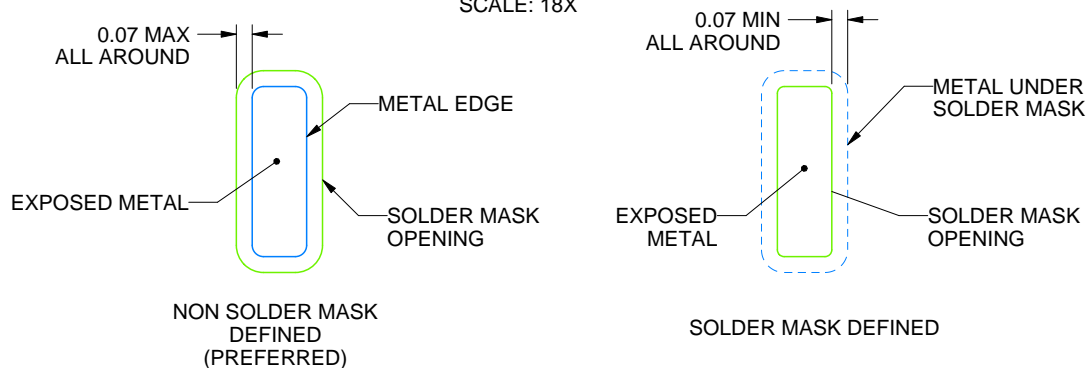 SCALE: 18X
0.07 MAX
ALL AROUND
METAL EDGE
EXPOSED METAL
SOLDER MASK
OPENING
NON SOLDER MASK
DEFINED
(PREFERRED)
0.07 MIN
ALL AROUND
METAL UNDER
SOLDER MASK
EXPOSED
METAL
SOLDER MASK
OPENING
SOLDER MASK DEFINED